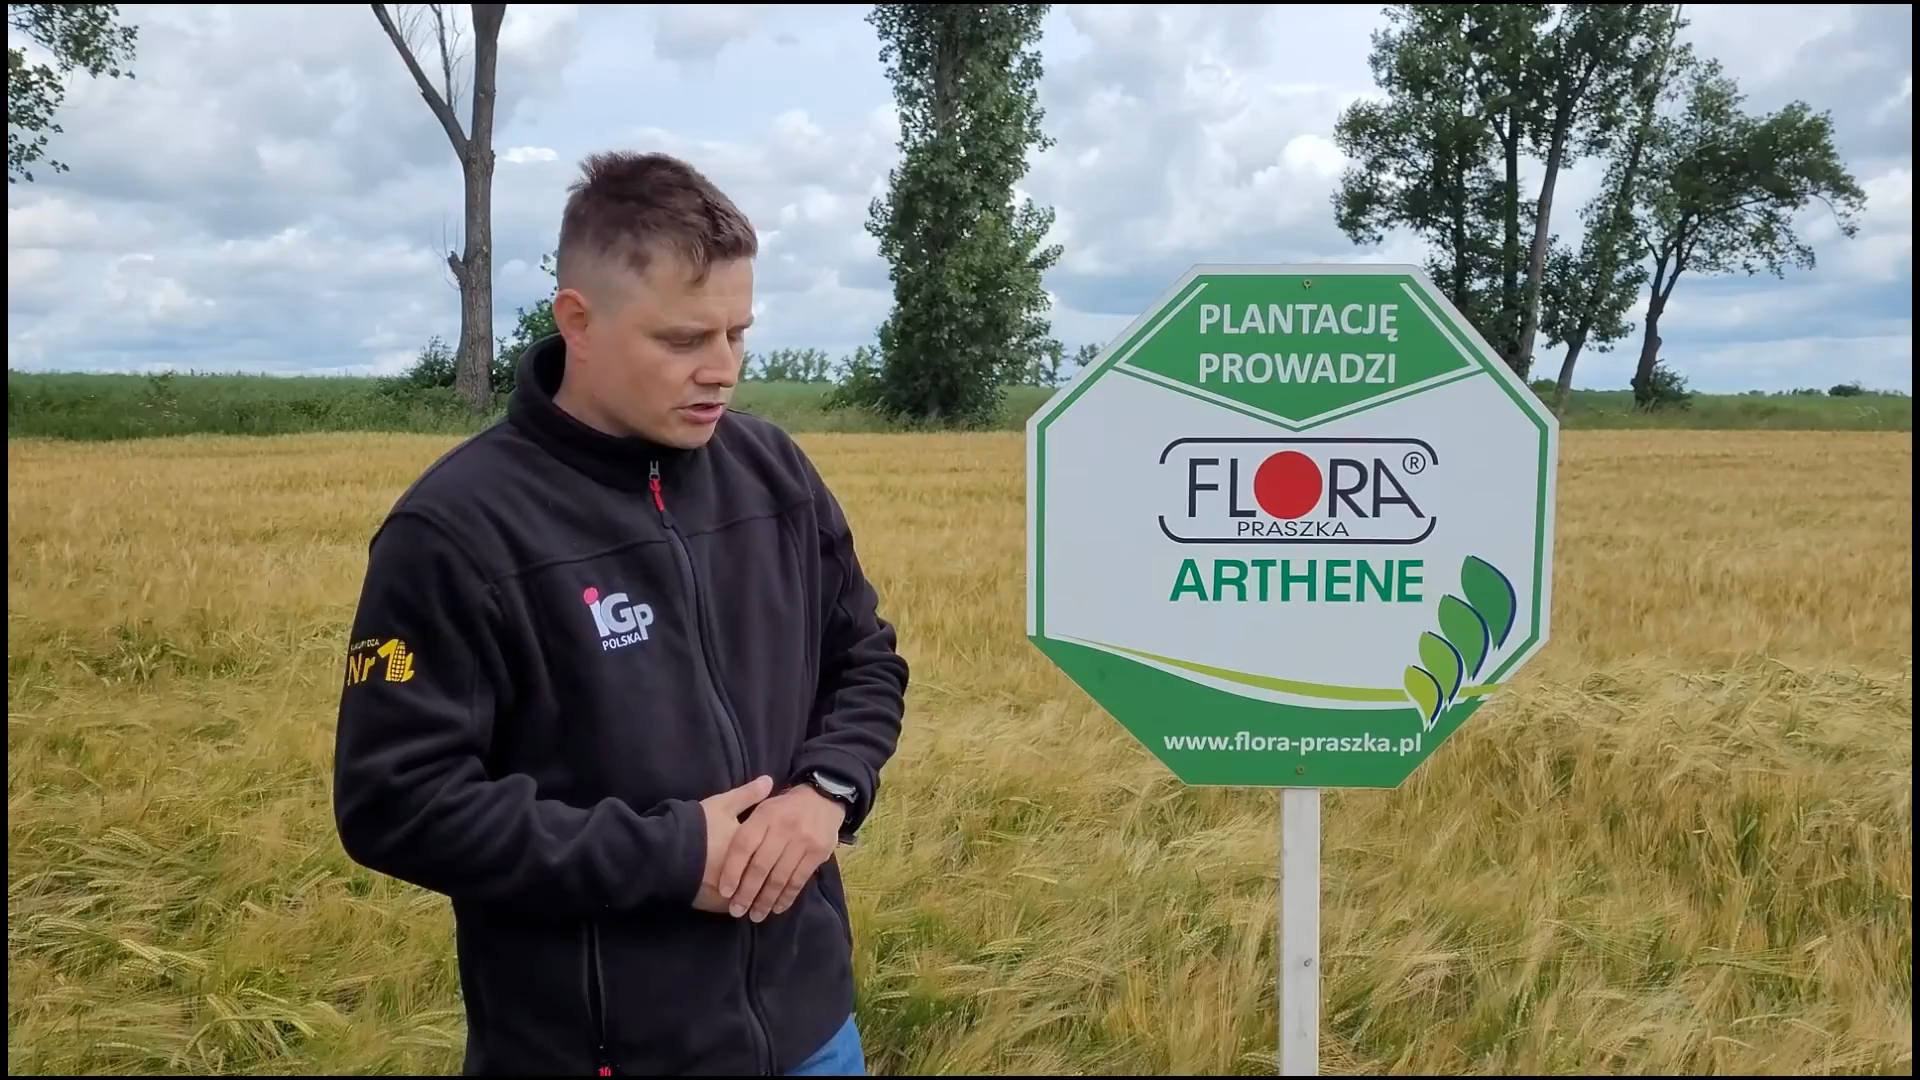 PLANTACJĘ
PROWADZI
FLORA®
PRASZKA
ARTHENE
www.flora-praszka.pl
iGP
POLSKA
Nr 1